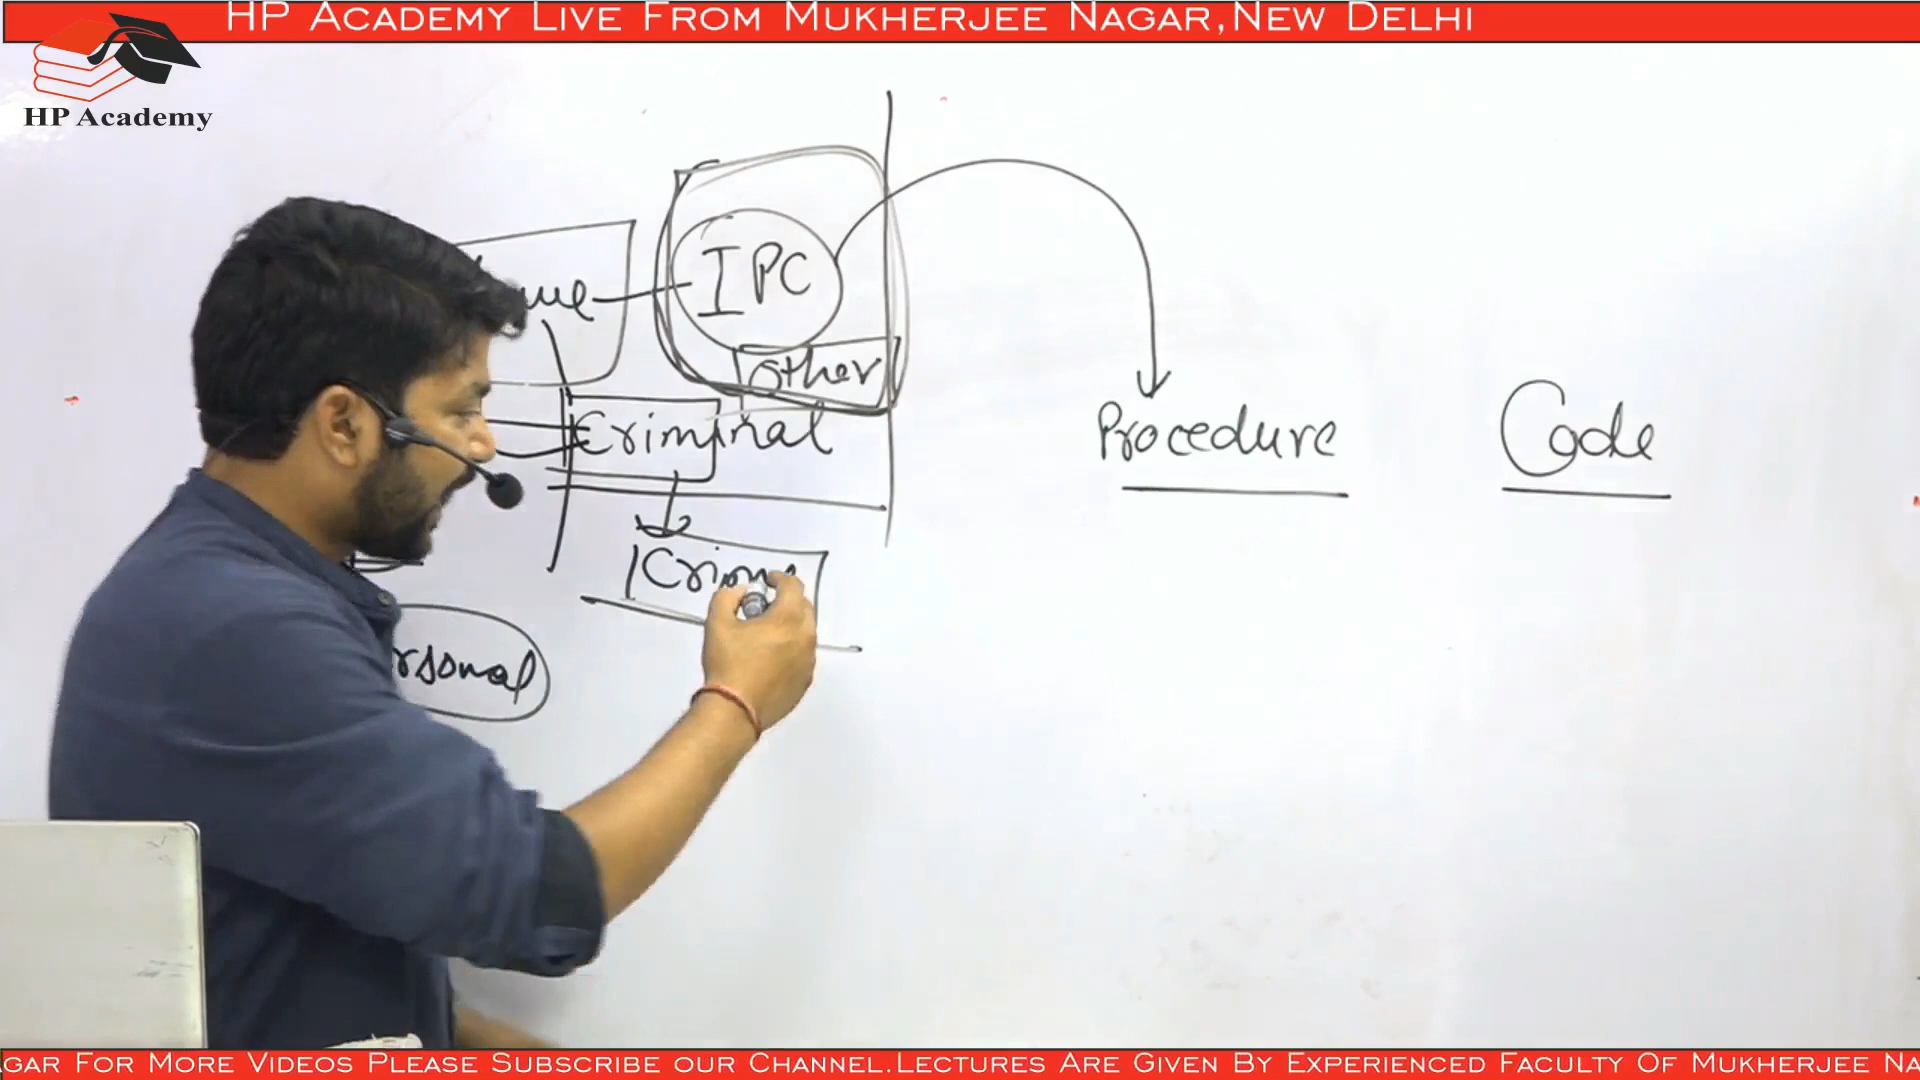 HP Academy Live From Mukherjee Nagar,New Delhi
HP Academy
IPC
other
Criminal
Procedure Code
gar For More Videos Please Subscribe our Channel.Lectures Are Given By Experienced Faculty Of Mukherjee Na